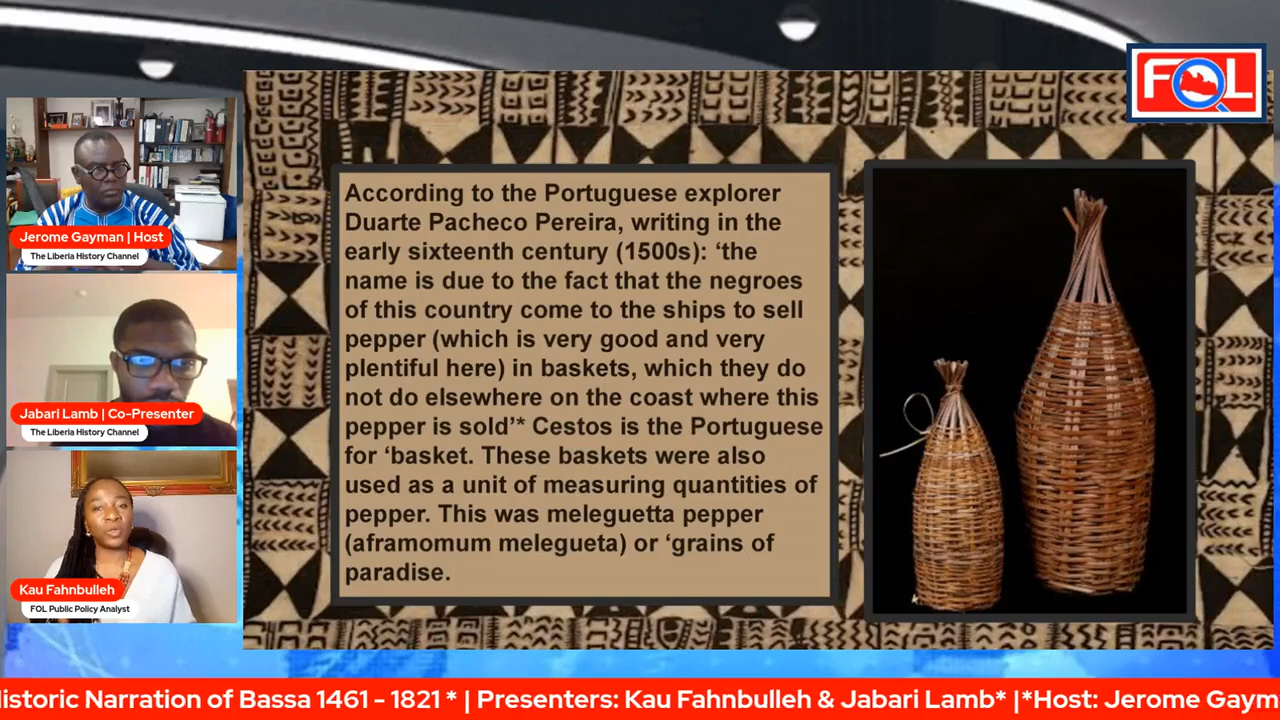 FOL
Jerome Gayman | Host
The Liberia History Channel
Jabari Lamb | Co-Presenter
The Liberia History Channel
Kau Fahnbulleh
FOL Public Policy Analyst
According to the Portuguese explorer
Duarte Pacheco Pereira, writing in the
early sixteenth century (1500s): ‘the
name is due to the fact that the negroes
of this country come to the ships to sell
pepper (which is very good and very
plentiful here) in baskets, which they do
not do elsewhere on the coast where this
pepper is sold’* Cestos is the Portuguese
for ‘basket. These baskets were also
used as a unit of measuring quantities of
pepper. This was meleguetta pepper
(aframomum melegueta) or ‘grains of
paradise.
istoric Narration of Bassa 1461 - 1821 * | Presenters: Kau Fahnbulleh & Jabari Lamb* |*Host: Jerome Gaym